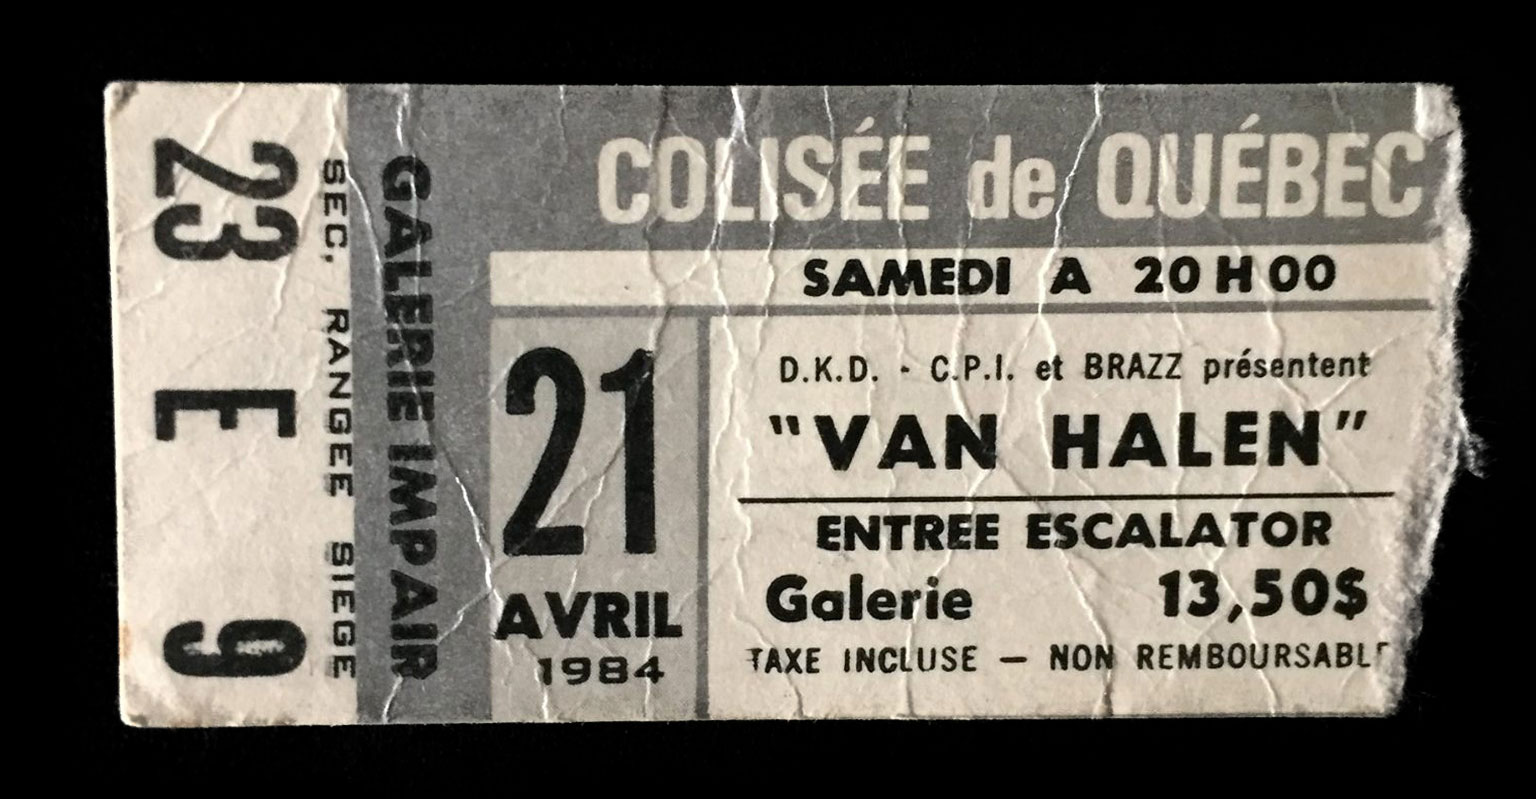 COLISÉE de QUÉBEC
SAMEDI A 20 H 00
21
AVRIL
1984
D.K.D. - C.P.I. et BRAZZ présentent
"VAN HALEN"
ENTREE ESCALATOR
Galerie 13,50$
TAXE INCLUSE — NON REMBOURSABLE
GALERIE IMPAIR
SEC, RANGEE SIEGE
23 E 9